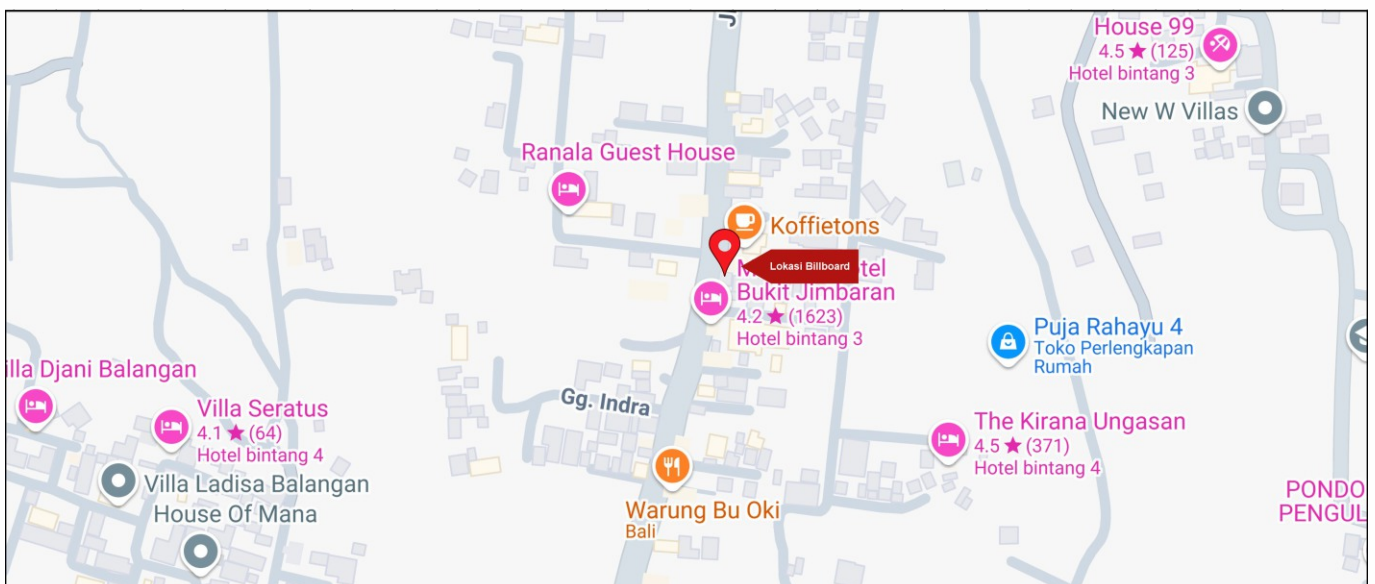 House 99
4.5 ★ (125)
Hotel bintang 3
New W Villas
Ranala Guest House
Koffietons
Lokasi Billboard
Bukit Jimbaran
4.2 ★ (1623)
Hotel bintang 3
Puja Rahayu 4
Toko Perlengkapan
Rumah
illa Djani Balangan
Gg. Indra
Villa Seratus
4.1 ★ (64)
Hotel bintang 4
The Kirana Ungasan
4.5 ★ (371)
Hotel bintang 4
Villa Ladisa Balangan
House Of Mana
Warung Bu Oki
Bali
PONDO
PENGUL